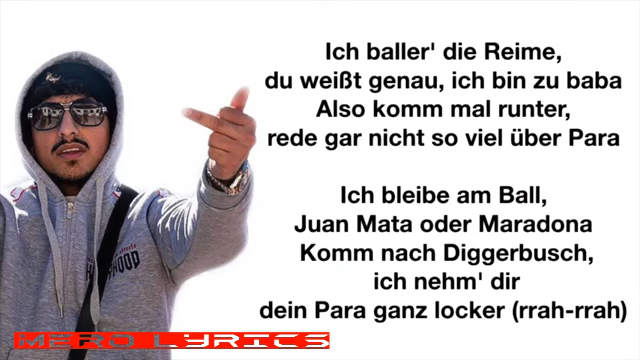 Ich baller' die Reime,
du weißt genau, ich bin zu baba
Also komm mal runter,
rede gar nicht so viel über Para
Ich bleibe am Ball,
Juan Mata oder Maradona
Komm nach Diggerbusch,
ich nehm' dir
dein Para ganz locker (rrah-rrah)
MERO LYRICS